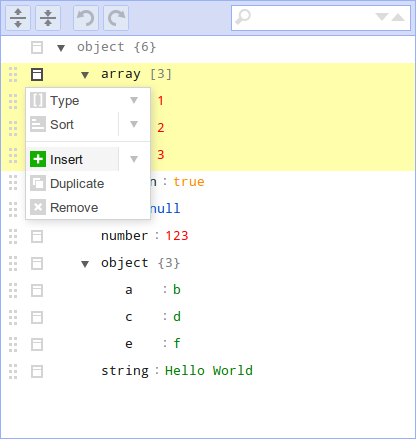 object {6}
array [3]
Type
1
Sort
2
Insert
3
Duplicate
n : true
Remove
null
number : 123
object {3}
a : b
c : d
e : f
string : Hello World